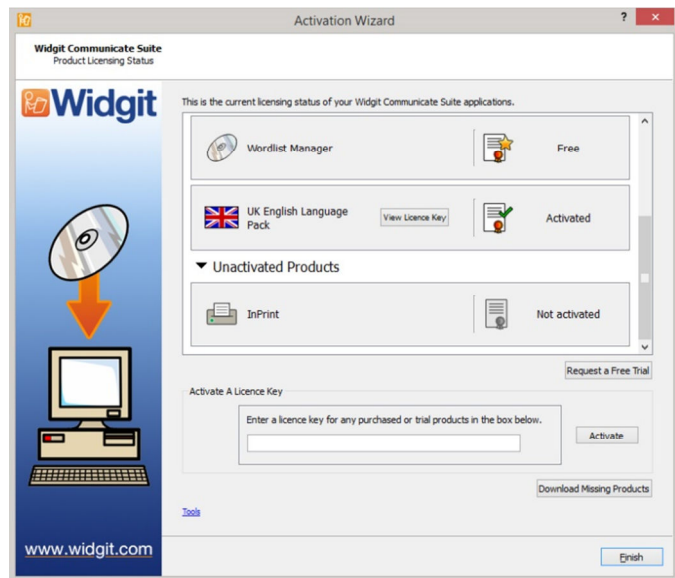 Activation Wizard
?
×
Widgit Communicate Suite
Product Licensing Status
Widgit
This is the current licensing status of your Widgit Communicate Suite applications.
Wordlist Manager
Free
UK English Language
Pack
View Licence Key
Activated
Unactivated Products
InPrint
Not activated
Request a Free Trial
Activate A Licence Key
Enter a licence key for any purchased or trial products in the box below.
Activate
Download Missing Products
Tools
www.widgit.com
Finish